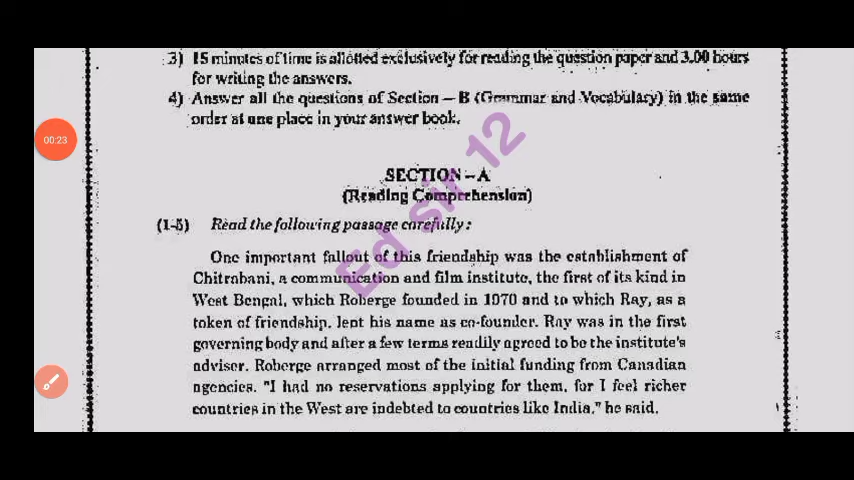 3) 15 minutes of time is allotted exclusively for reading the question paper and 3.00 hours
for writing the answers.
4) Answer all the questions of Section – B (Grammar and Vocabulary) in the same
order at one place in your answer book.
00:23
SECTION – A
(Reading Comprehension)
(1-5) Read the following passage carefully :
One important fallout of this friendship was the establishment of
Chitrabani, a communication and film institute, the first of its kind in
West Bengal, which Roberge founded in 1970 and to which Ray, as a
token of friendship, lent his name as co-founder. Ray was in the first
governing body and after a few terms readily agreed to be the institute's
adviser. Roberge arranged most of the initial funding from Canadian
agencies. "I had no reservations applying for them, for I feel richer
countries in the West are indebted to countries like India," he said.
Ed sir 12